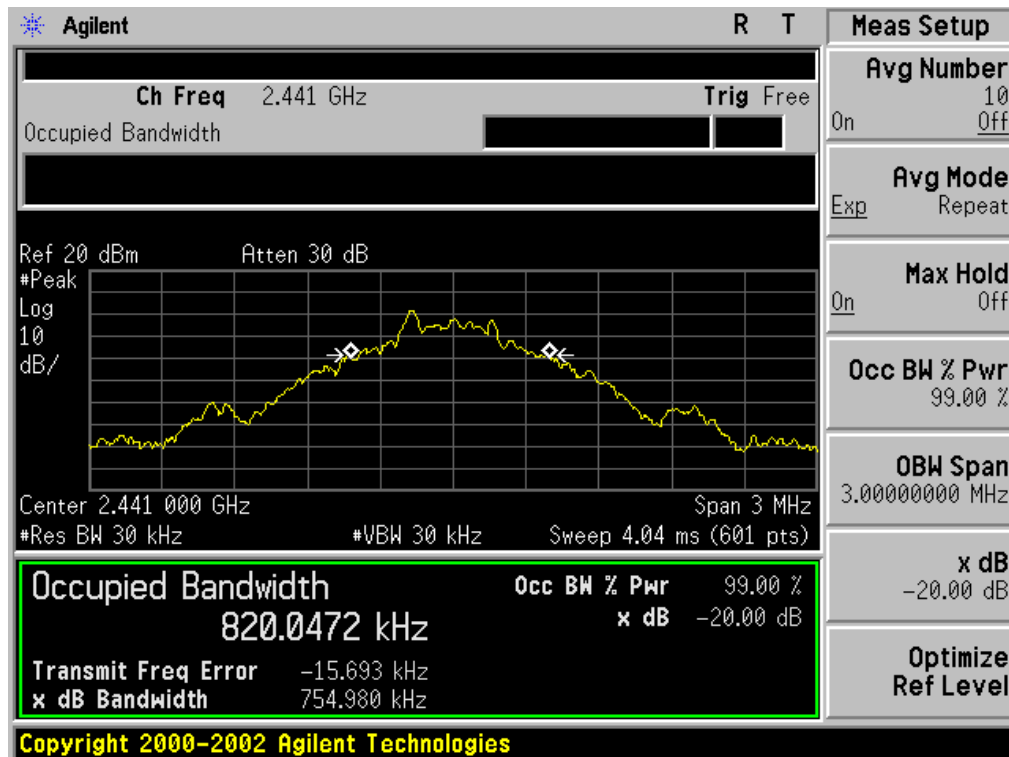 Agilent R T Meas Setup
Ch Freq 2.441 GHz Trig Free
Occupied Bandwidth
Ref 20 dBm Atten 30 dB
#Peak
Log
10
dB/
Center 2.441 000 GHz Span 3 MHz
#Res BW 30 kHz #VBW 30 kHz Sweep 4.04 ms (601 pts)
Occupied Bandwidth Occ BW % Pwr 99.00 %
820.0472 kHz x dB -20.00 dB
Transmit Freq Error -15.693 kHz
x dB Bandwidth 754.980 kHz
Copyright 2000-2002 Agilent Technologies
Avg Number
10
On Off
Avg Mode
Exp Repeat
Max Hold
On Off
Occ BW % Pwr
99.00 %
OBW Span
3.00000000 MHz
x dB
-20.00 dB
Optimize
Ref Level